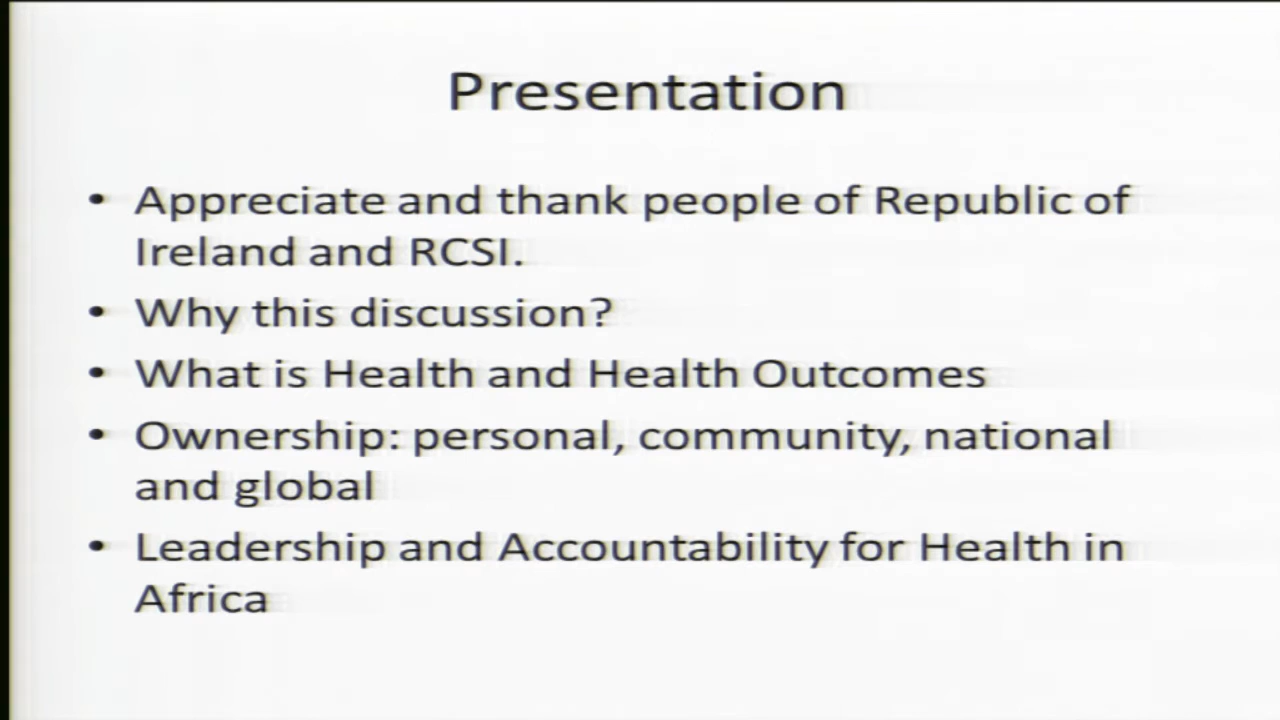 Presentation
• Appreciate and thank people of Republic of
Ireland and RCSI.
• Why this discussion?
• What is Health and Health Outcomes
• Ownership: personal, community, national
and global
• Leadership and Accountability for Health in
Africa